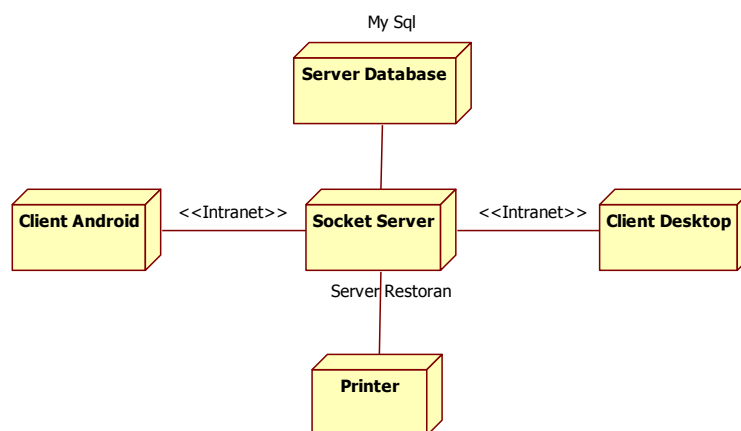 My Sql
Server Database
Client Android
<<Intranet>>
Socket Server
<<Intranet>>
Client Desktop
Server Restoran
Printer